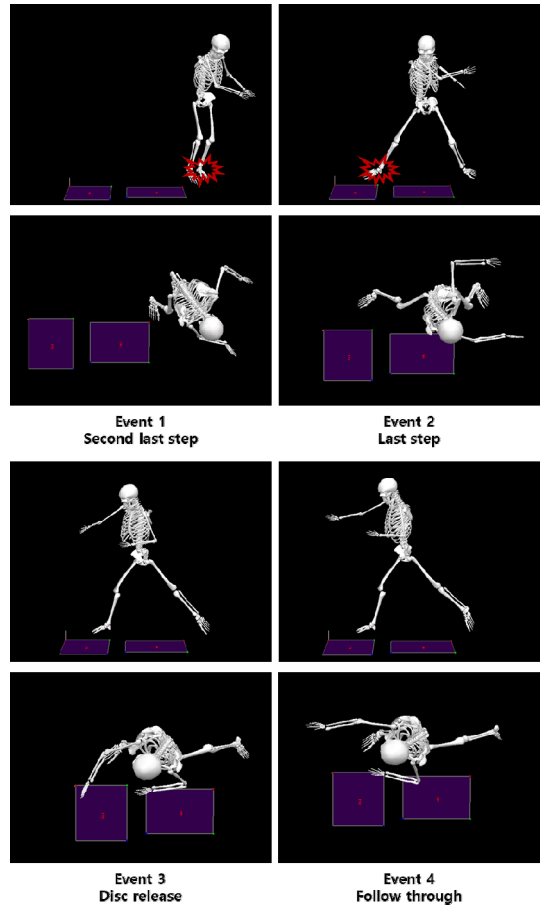 Event 1
Second last step
Event 2
Last step
Event 3
Disc release
Event 4
Follow through